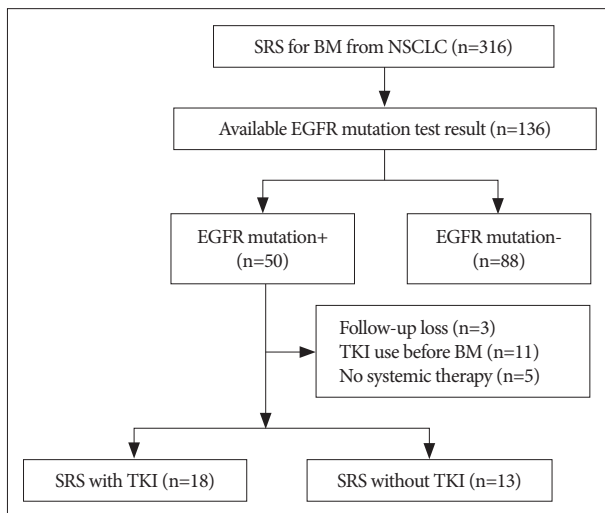 SRS for BM from NSCLC (n=316)
Available EGFR mutation test result (n=136)
EGFR mutation+
(n=50)
EGFR mutation-
(n=88)
Follow-up loss (n=3)
TKI use before BM (n=11)
No systemic therapy (n=5)
SRS with TKI (n=18)
SRS without TKI (n=13)